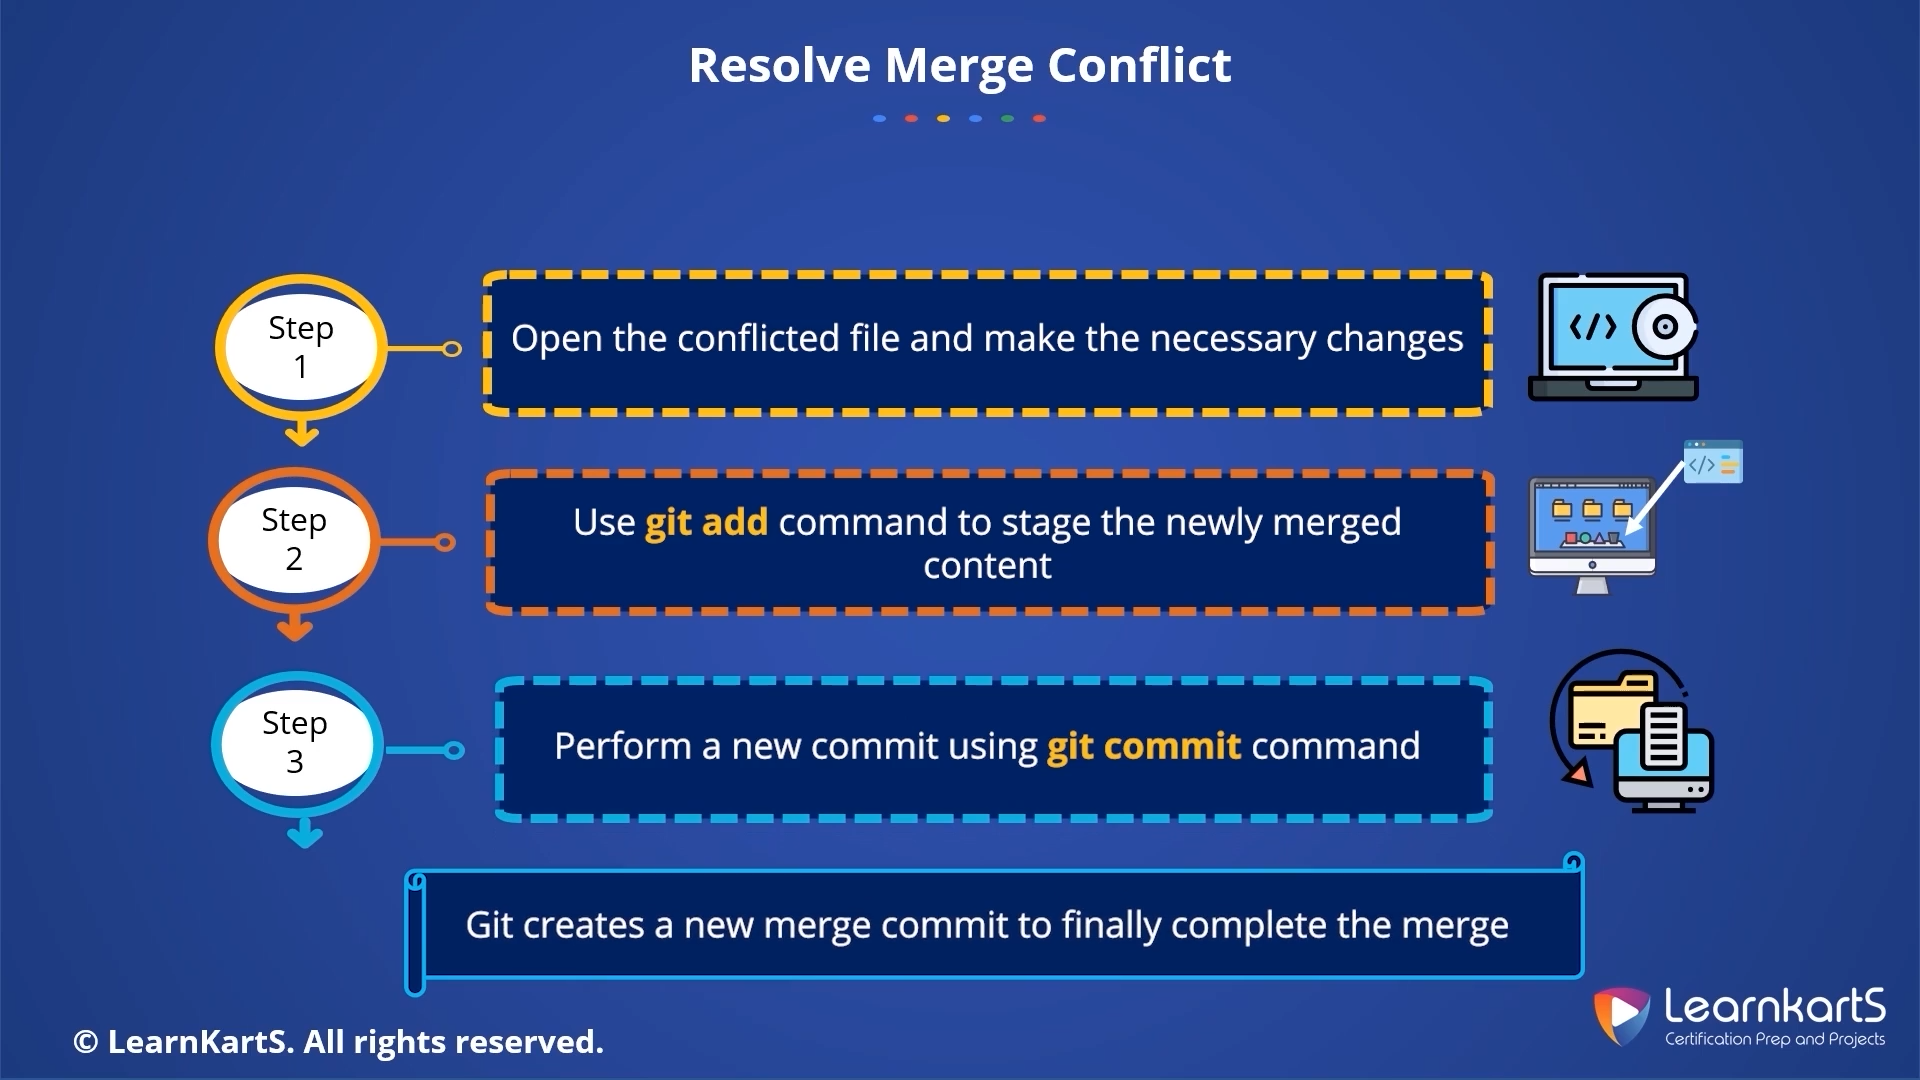 Resolve Merge Conflict
Step
1
Open the conflicted file and make the necessary changes
</>
Step
2
Use git add command to stage the newly merged
content
</>
Step
3
Perform a new commit using git commit command
Git creates a new merge commit to finally complete the merge
© LearnKartS. All rights reserved.
LearnkartS
Certification Prep and Projects